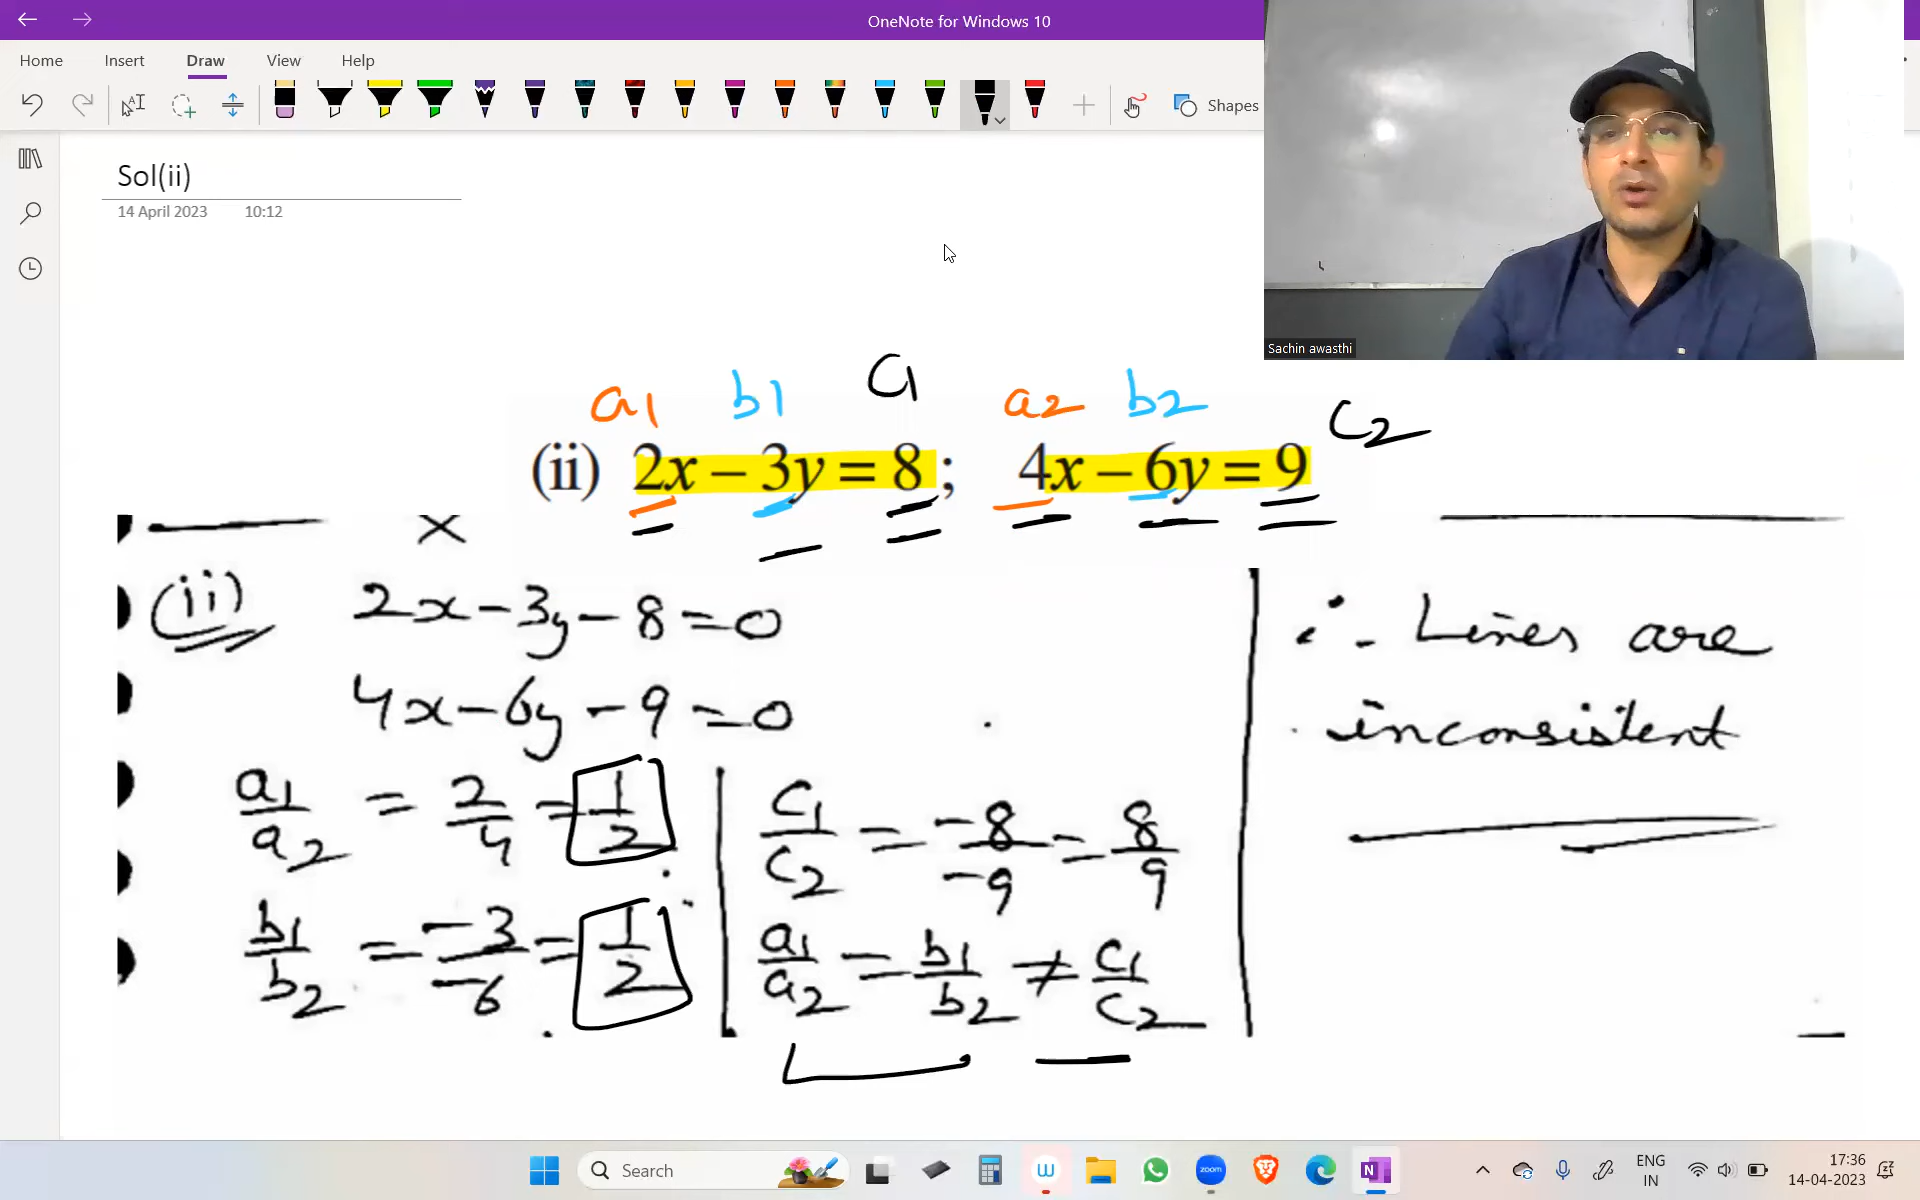 OneNote for Windows 10
Home Insert Draw View Help
Shapes
Sol(ii)
14 April 2023 10:12
Sachin awasthi
a1 b1 C1 a2 b2 C2
(ii) 2x – 3y = 8 ; 4x – 6y = 9
x
(ii) 2x - 3y - 8 = 0
4x - 6y - 9 = 0
a1/a2 = 2/4 = 1/2
b1/b2 = -3/-6 = 1/2
C1/C2 = -8/-9 = 8/9
a1/a2 = b1/b2 ≠ C1/C2
∴ Lines are
inconsistent
Search
zoom
ENG
IN
17:36
14-04-2023